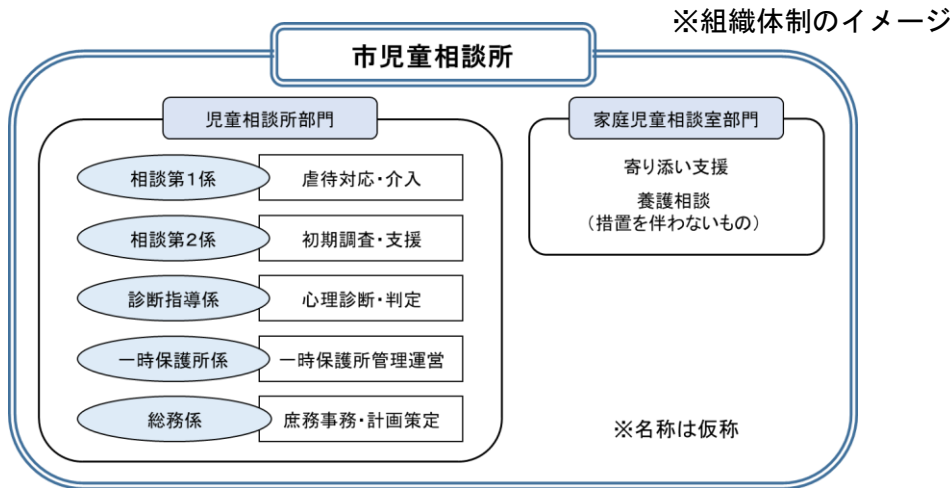 ※組織体制のイメージ
市児童相談所
児童相談所部門
相談第1係 虐待対応・介入
相談第2係 初期調査・支援
診断指導係 心理診断・判定
一時保護所係 一時保護所管理運営
総務係 庶務事務・計画策定
家庭児童相談室部門
寄り添い支援
養護相談
(措置を伴わないもの)
※名称は仮称